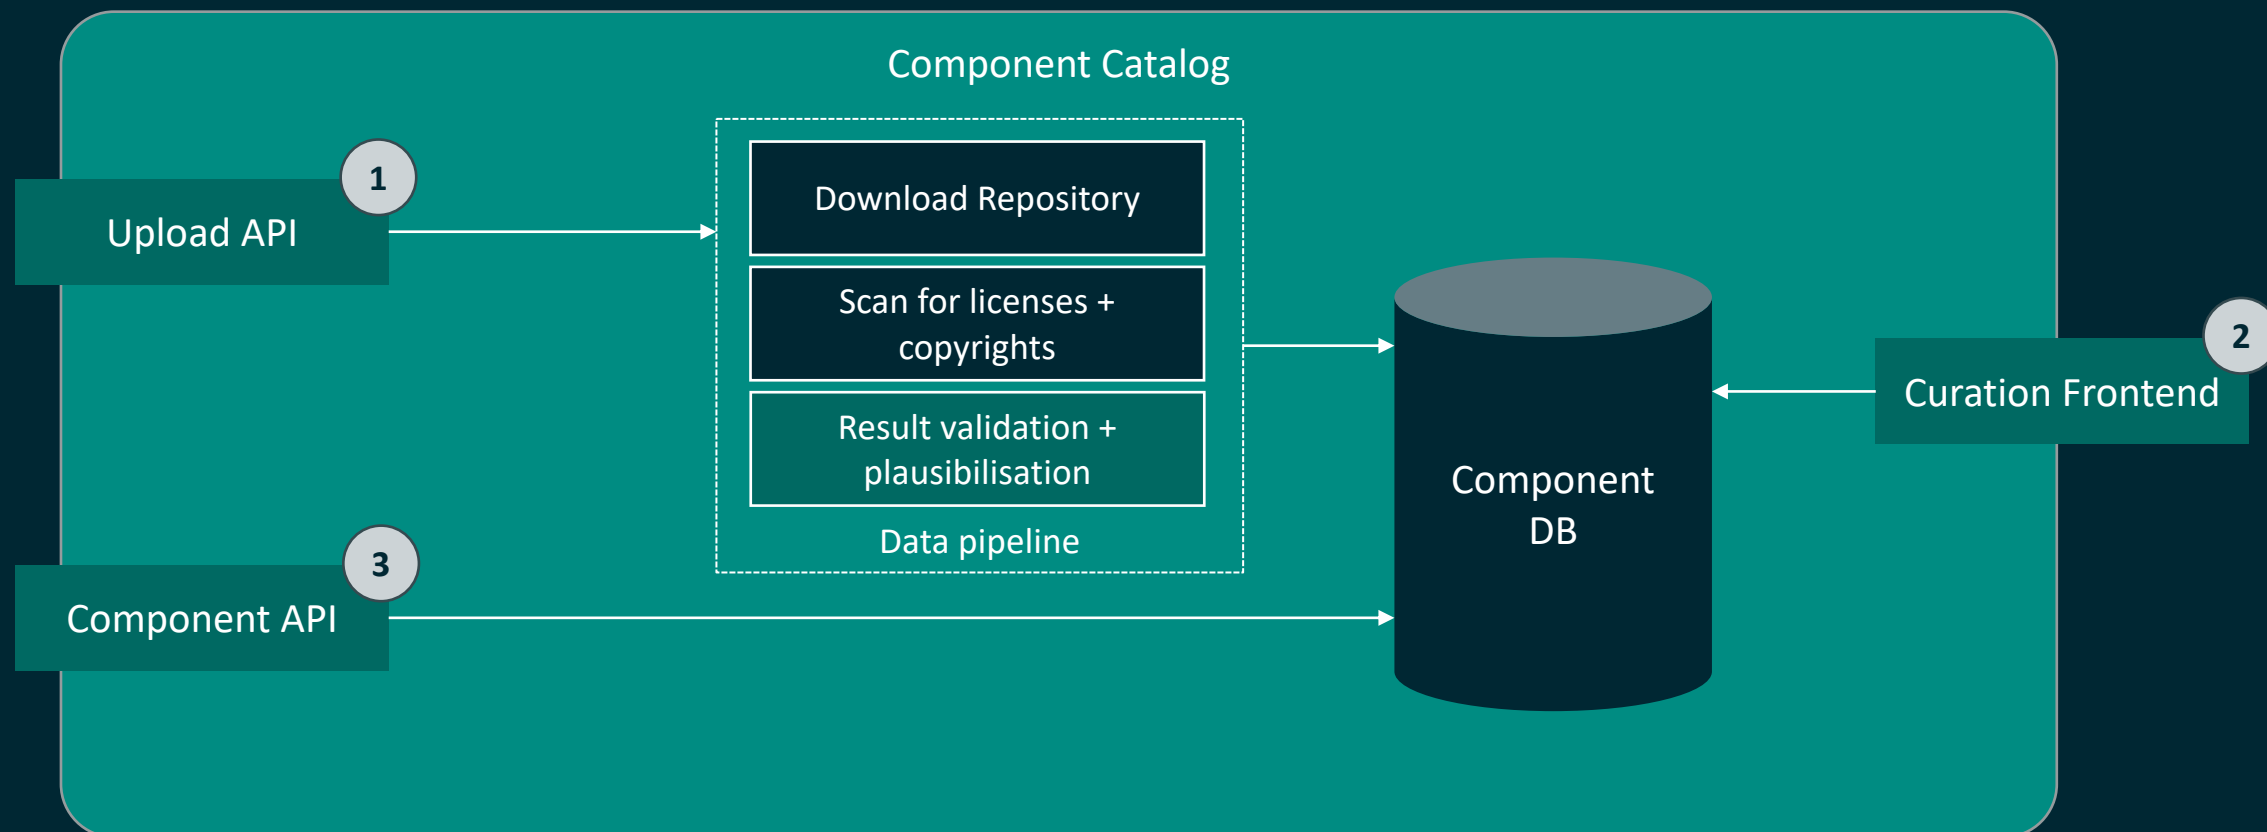 Component Catalog
1
Upload API
Download Repository
Scan for licenses +
copyrights
Result validation +
plausibilisation
Data pipeline
3
Component API
Component
DB
2
Curation Frontend